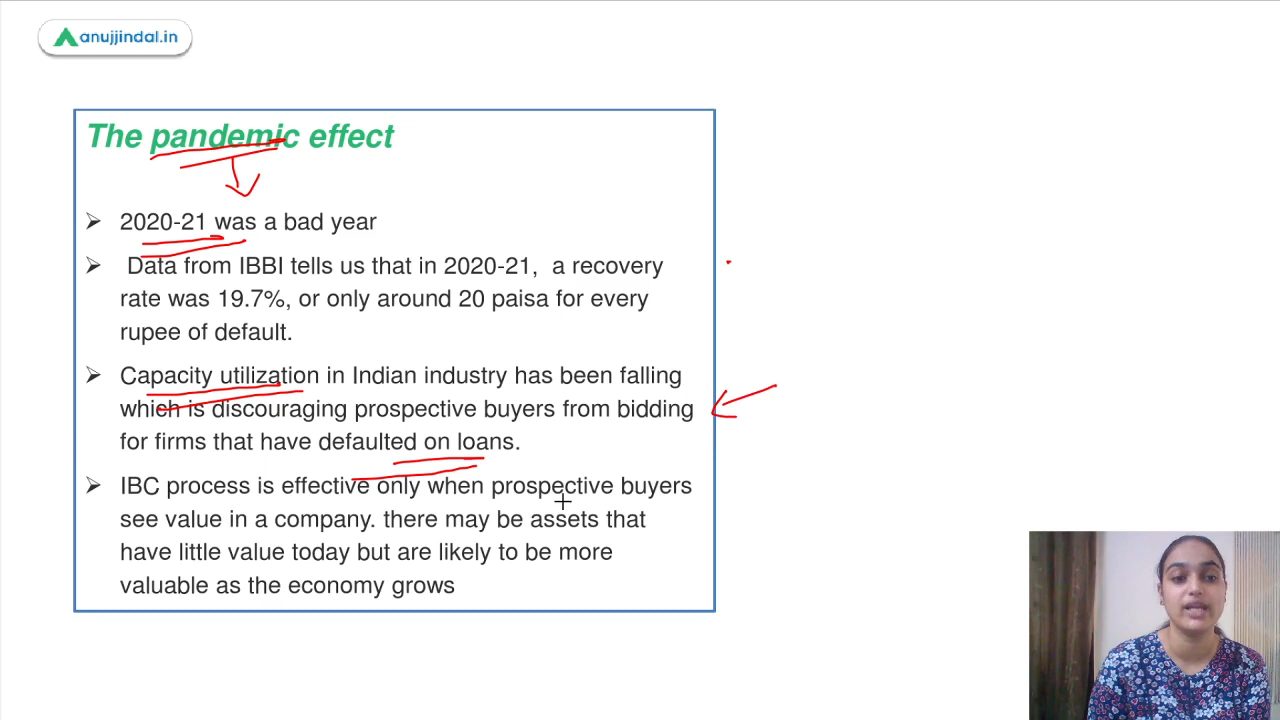 anujjindal.in
The pandemic effect
2020-21 was a bad year
Data from IBBI tells us that in 2020-21, a recovery
rate was 19.7%, or only around 20 paisa for every
rupee of default.
Capacity utilization in Indian industry has been falling
which is discouraging prospective buyers from bidding
for firms that have defaulted on loans.
IBC process is effective only when prospective buyers
see value in a company. there may be assets that
have little value today but are likely to be more
valuable as the economy grows